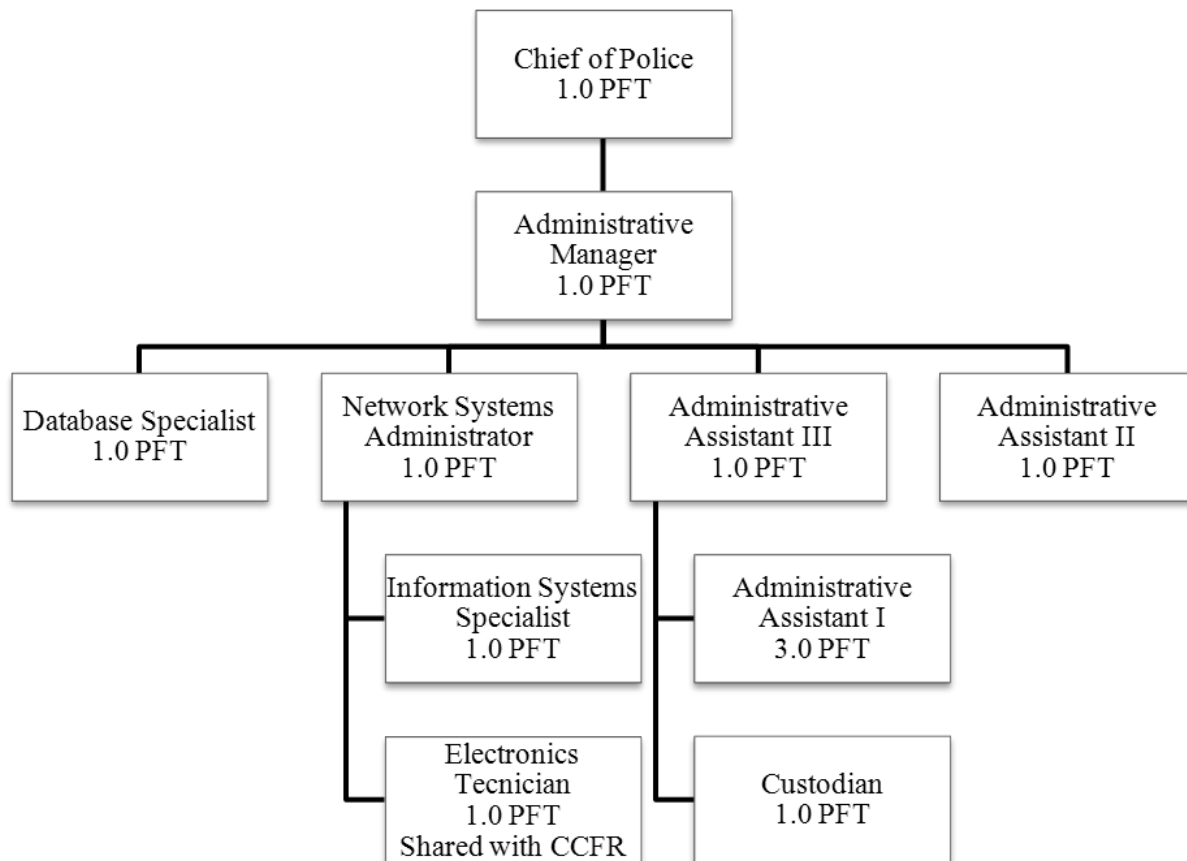 Chief of Police
1.0 PFT
Administrative
Manager
1.0 PFT
Database Specialist
1.0 PFT
Network Systems
Administrator
1.0 PFT
Administrative
Assistant III
1.0 PFT
Administrative
Assistant II
1.0 PFT
Information Systems
Specialist
1.0 PFT
Administrative
Assistant I
3.0 PFT
Electronics
Tecnician
1.0 PFT
Shared with CCFR
Custodian
1.0 PFT